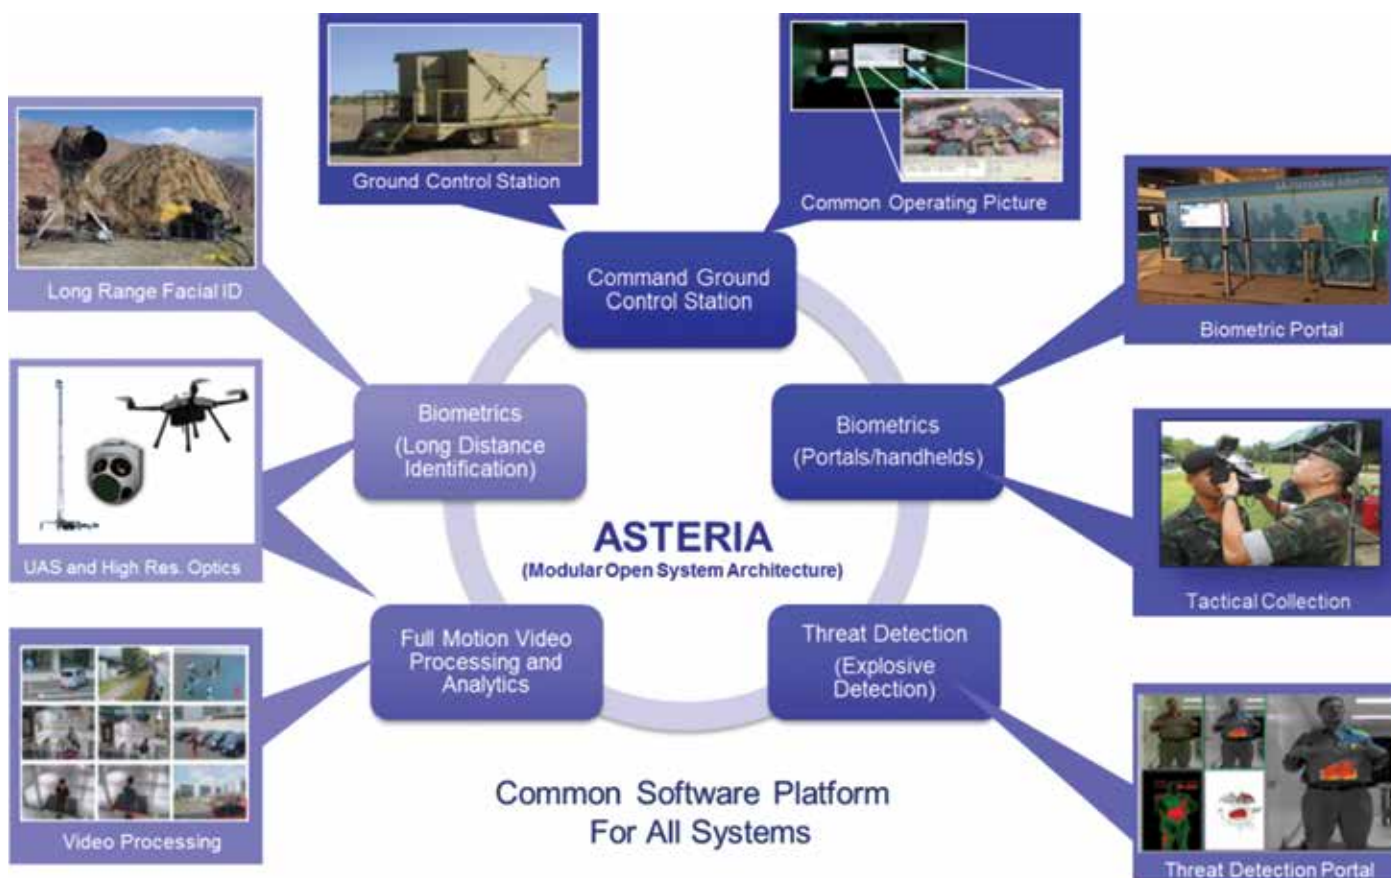 Ground Control Station
Common Operating Picture
Long Range Facial ID
Command Ground
Control Station
Biometric Portal
Biometrics
(Long Distance
Identification)
Biometrics
(Portals/handhelds)
UAS and High Res. Optics
ASTERIA
(Modular Open System Architecture)
Tactical Collection
Full Motion Video
Processing and
Analytics
Threat Detection
(Explosive
Detection)
Video Processing
Common Software Platform
For All Systems
Threat Detection Portal